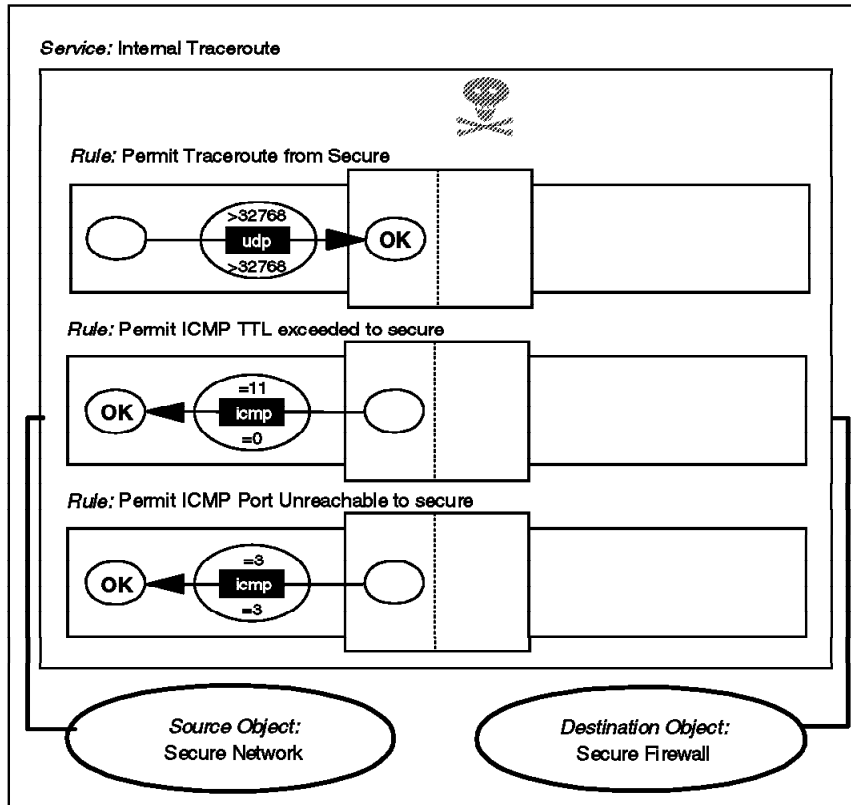 Service: Internal Traceroute
Rule: Permit Traceroute from Secure
>32768
udp
>32768
OK
Rule: Permit ICMP TTL exceeded to secure
OK
=11
icmp
=0
Rule: Permit ICMP Port Unreachable to secure
OK
=3
icmp
=3
Source Object:
Secure Network
Destination Object:
Secure Firewall